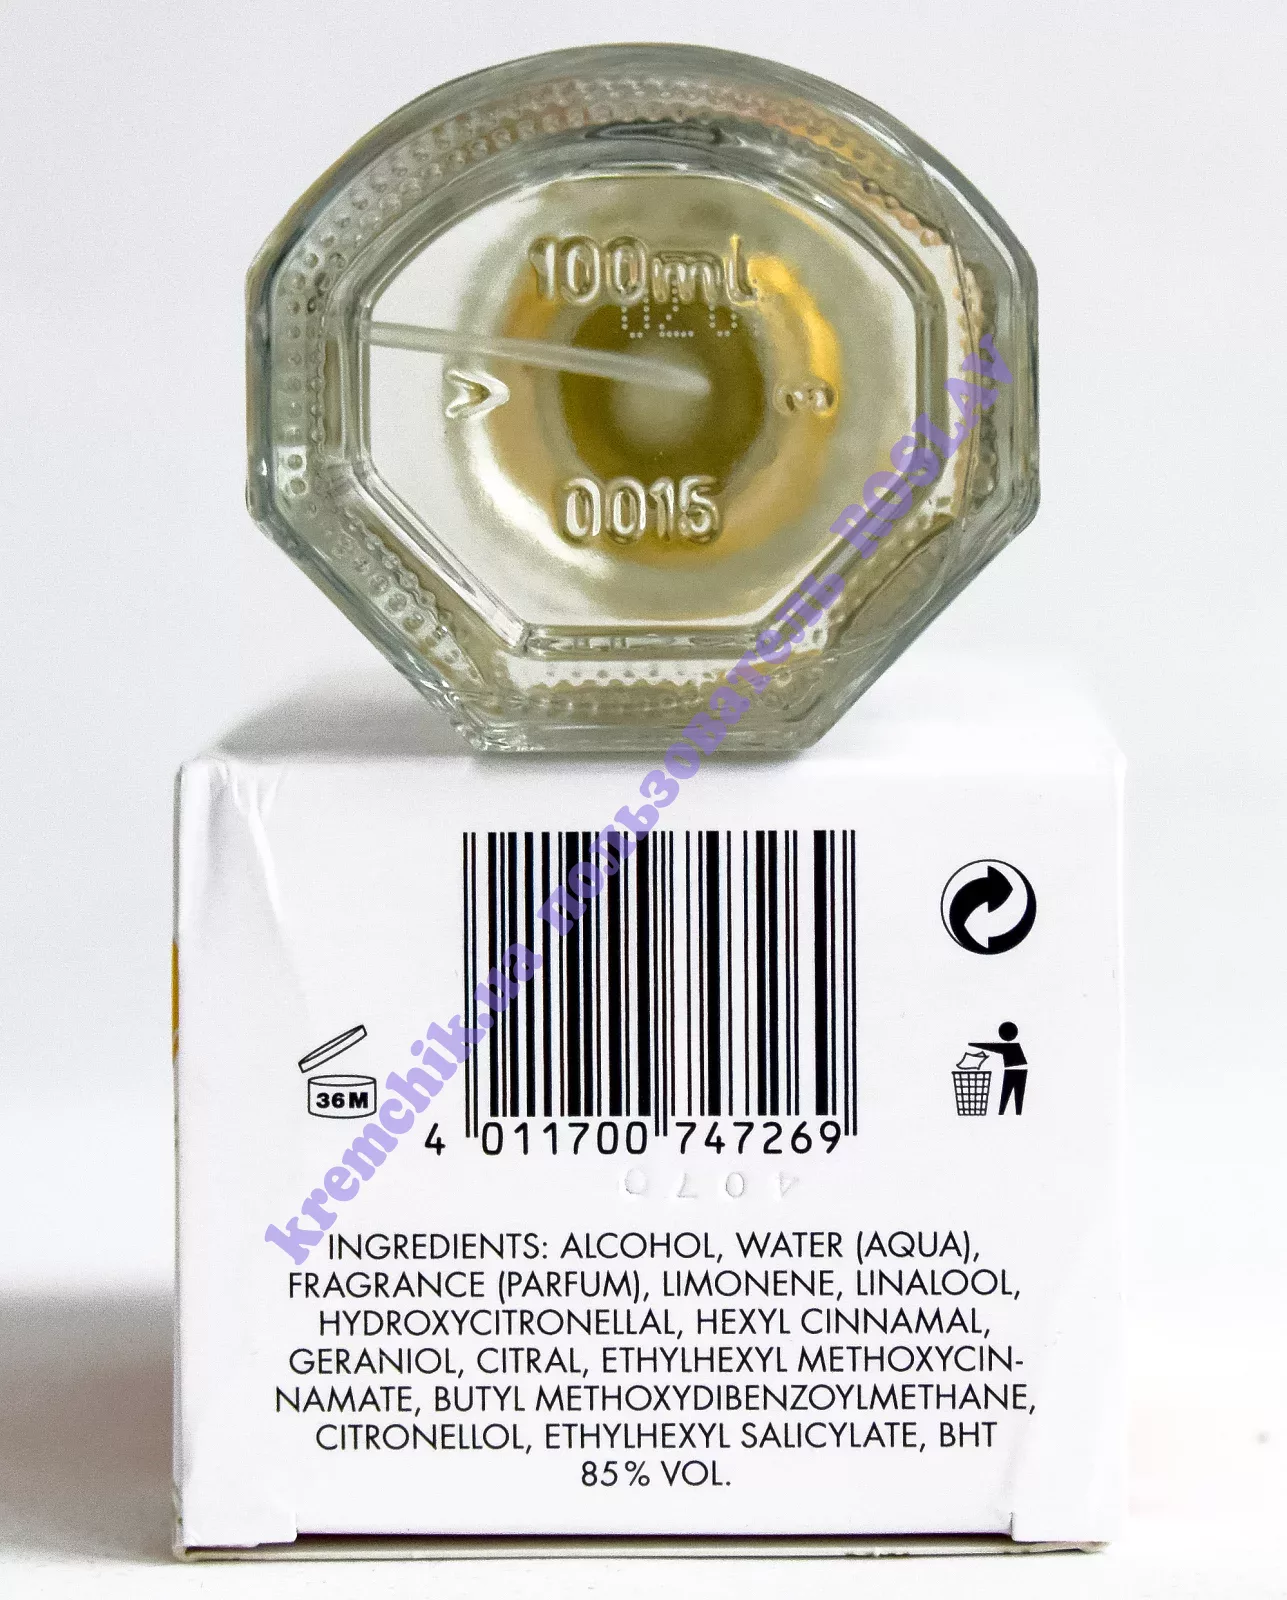 100ml
3
0015
kremchik.ua пользователь ROSLAV
36M
4 011700 747269
INGREDIENTS: ALCOHOL, WATER (AQUA),
FRAGRANCE (PARFUM), LIMONENE, LINALOOL,
HYDROXYCITRONELLAL, HEXYL CINNAMAL,
GERANIOL, CITRAL, ETHYLHEXYL METHOXYCIN-
NAMATE, BUTYL METHOXYDIBENZOYLMETHANE,
CITRONELLOL, ETHYLHEXYL SALICYLATE, BHT
85% VOL.